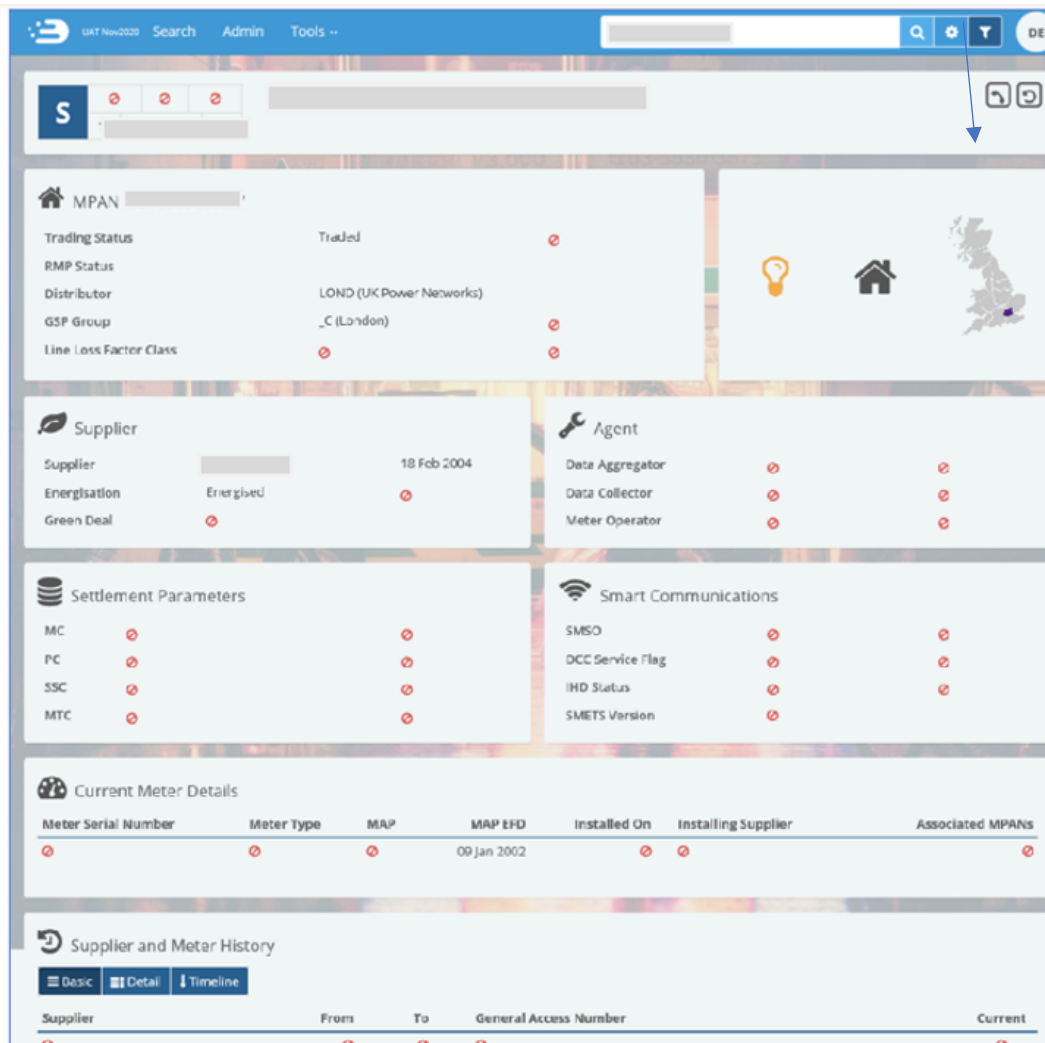 UAT Nov2020 Search Admin Tools
DE
S
MPAN
Trading Status Traded
RMP Status
Distributor LOND (UK Power Networks)
GSP Group _C (London)
Line Loss Factor Class
Supplier
Supplier 18 Feb 2004
Energisation Energised
Green Deal
Agent
Data Aggregator
Data Collector
Meter Operator
Settlement Parameters
MC
PC
SSC
MTC
Smart Communications
SMSO
DCC Service Flag
IHD Status
SMETS Version
Current Meter Details
Meter Serial Number Meter Type MAP MAP EFD Installed On Installing Supplier Associated MPANs
09 Jan 2002
Supplier and Meter History
Basic Detail Timeline
Supplier From To General Access Number Current